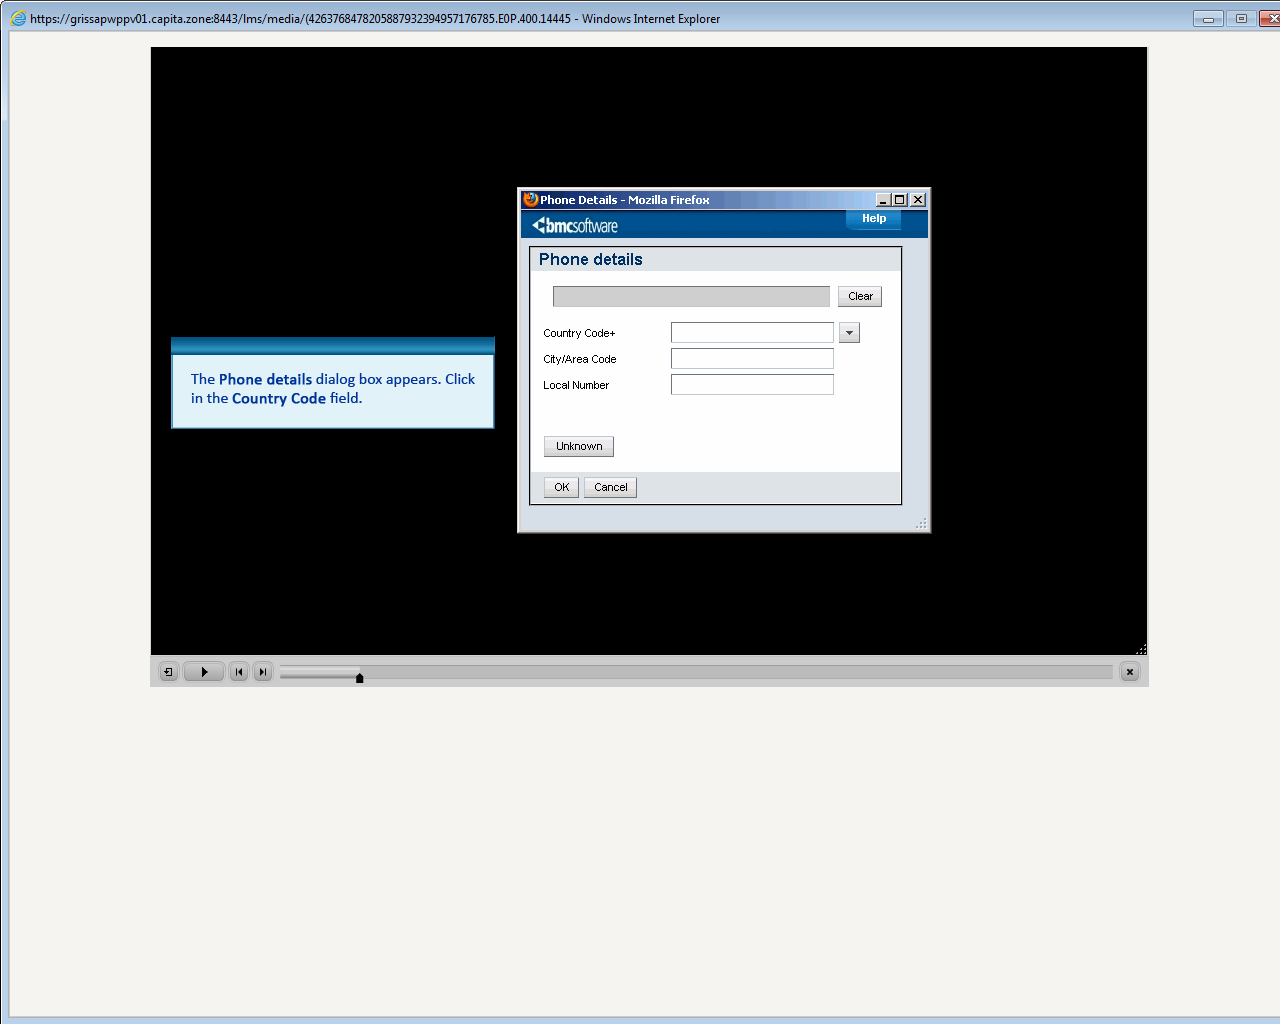 https://grissapwppv01.capita.zone:8443/lms/media/(4263768478205887932394957176785.E0P.400.14445 - Windows Internet Explorer
Phone Details - Mozilla Firefox
bmcsoftware
Help
Phone details
Clear
Country Code+
City/Area Code
Local Number
Unknown
OK Cancel
The Phone details dialog box appears. Click
in the Country Code field.